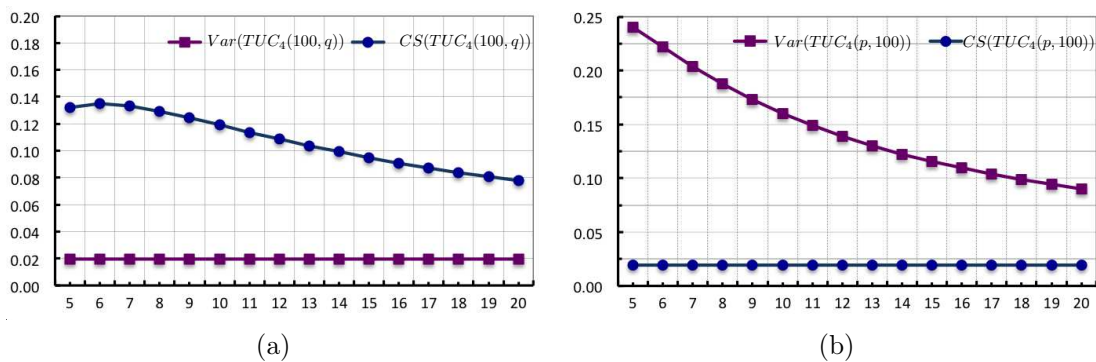 0.20
Var(TUC₄(100, q)) CS(TUC₄(100, q))
0.18
0.16
0.14
0.12
0.10
0.08
0.06
0.04
0.02
0.00
5 6 7 8 9 10 11 12 13 14 15 16 17 18 19 20
(a)
0.25
Var(TUC₄(p, 100)) CS(TUC₄(p, 100))
0.20
0.15
0.10
0.05
0.00
5 6 7 8 9 10 11 12 13 14 15 16 17 18 19 20
(b)